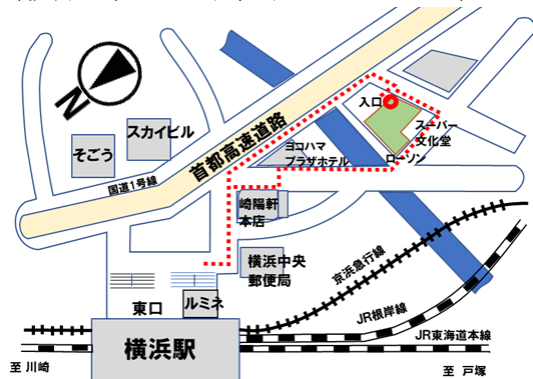 N
スカイビル
そごう
首都高速道路
国道1号線
入口
スーパー
文化堂
ローソン
ヨコハマ
プラザホテル
崎陽軒
本店
横浜中央
郵便局
京浜急行線
JR根岸線
JR東海道本線
東口
ルミネ
横浜駅
至 川崎
至 戸塚